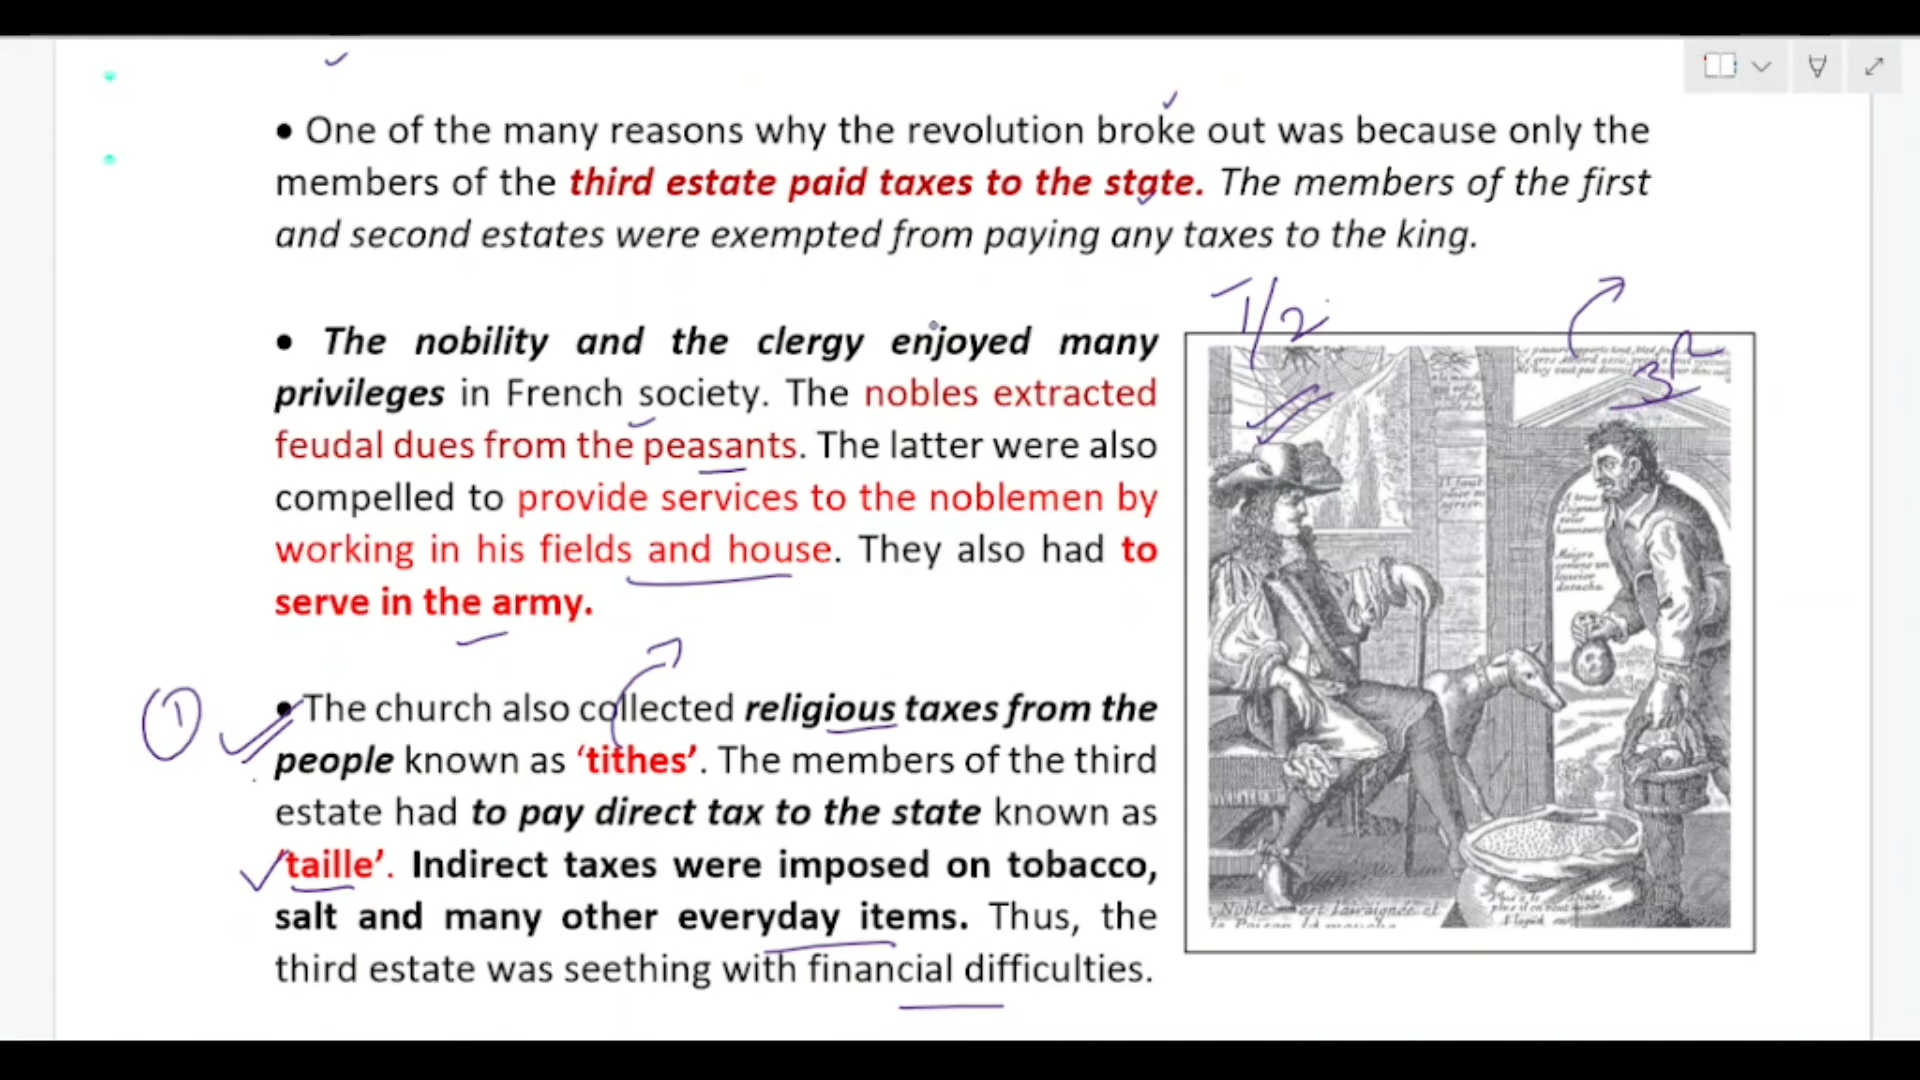 • One of the many reasons why the revolution broke out was because only the
members of the third estate paid taxes to the state. The members of the first
and second estates were exempted from paying any taxes to the king.
1/2
3r
• The nobility and the clergy enjoyed many
privileges in French society. The nobles extracted
feudal dues from the peasants. The latter were also
compelled to provide services to the noblemen by
working in his fields and house. They also had to
serve in the army.
1
• The church also collected religious taxes from the
people known as ‘tithes’. The members of the third
estate had to pay direct tax to the state known as
‘taille’. Indirect taxes were imposed on tobacco,
salt and many other everyday items. Thus, the
third estate was seething with financial difficulties.
Noble est l'araignée et
la mouche